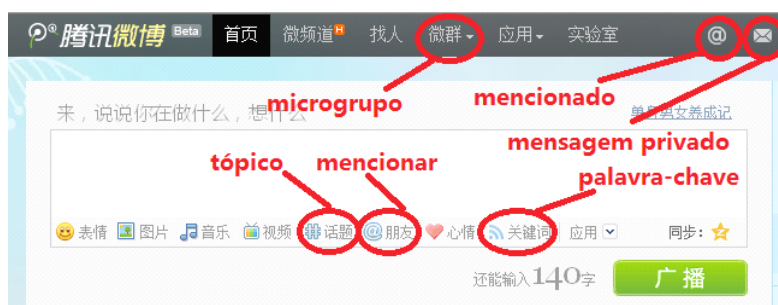 腾讯微博 Beta 首页 微频道 H 找人 微群 应用 实验室 @
microgrupo mencionado
来，说说你在做什么，想什么 单身男女养成记
mensagem privado
tópico mencionar palavra-chave
表情 图片 音乐 视频 #话题 @朋友 心情 关键词 应用 同步：
还能输入140字 广播